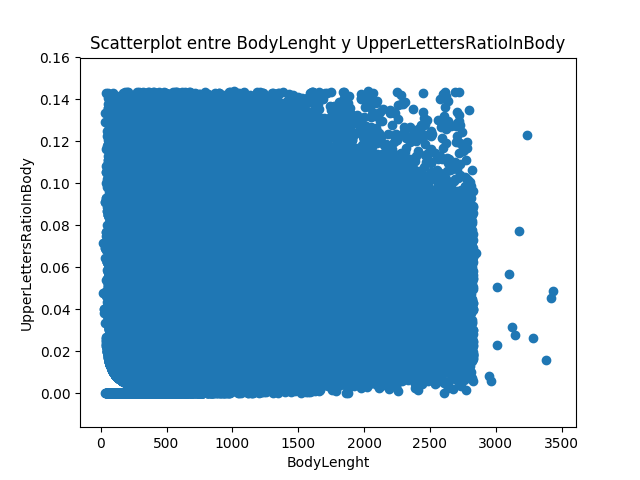 Scatterplot entre BodyLenght y UpperLettersRatioInBody
0.16
0.14
0.12
0.10
0.08
0.06
0.04
0.02
0.00
UpperLettersRatioInBody
0 500 1000 1500 2000 2500 3000 3500
BodyLenght